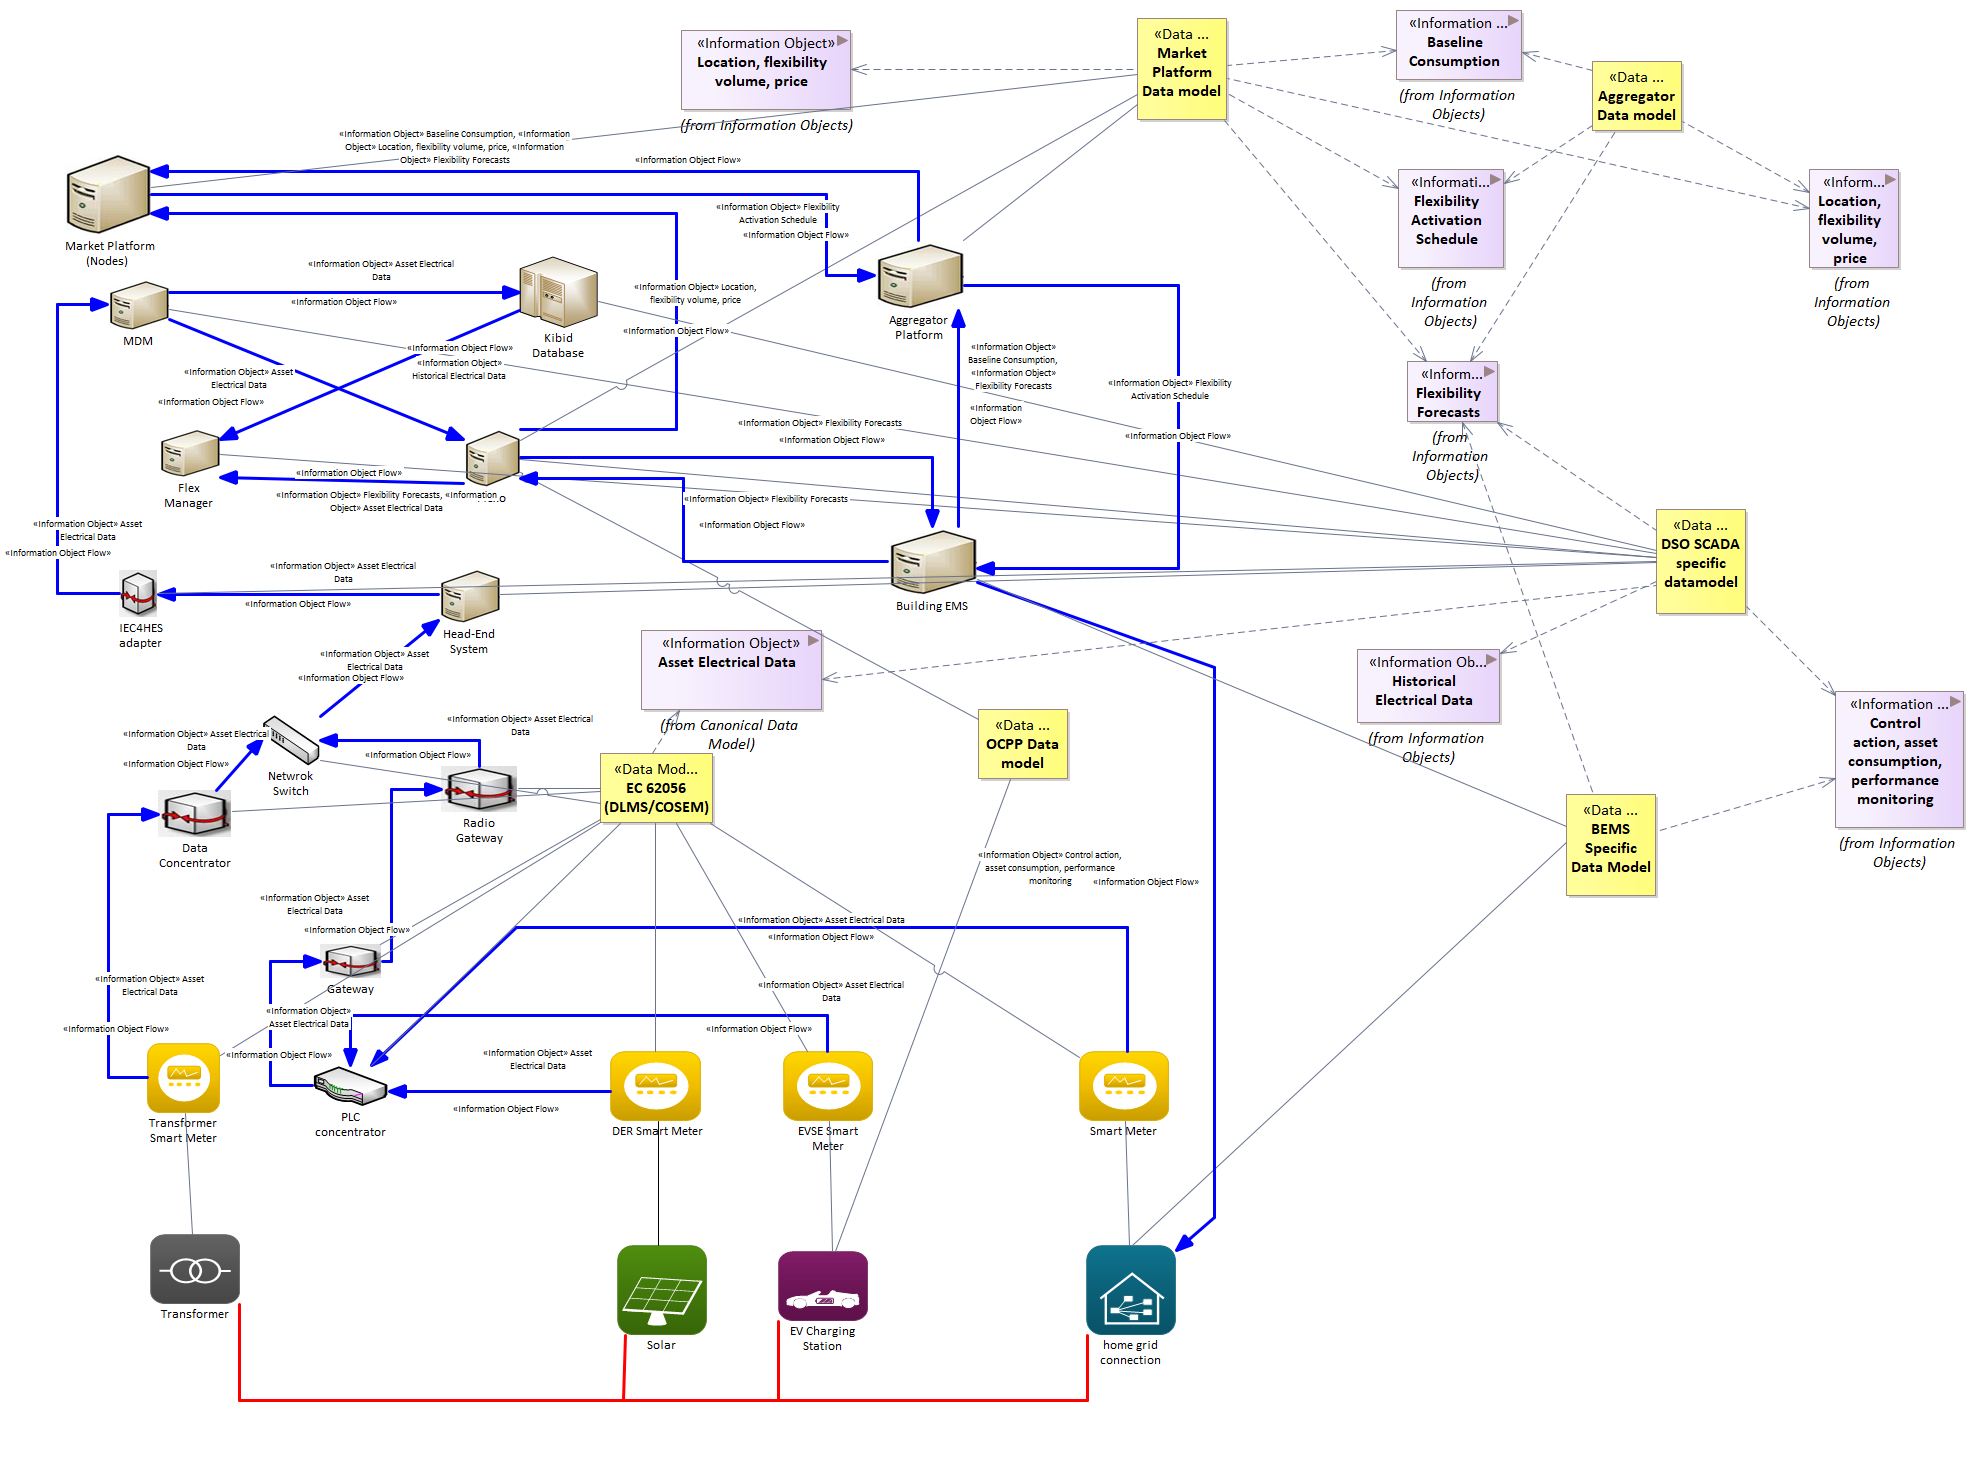 «Information Object»
Location, flexibility
volume, price
(from Information Objects)
«Data ...
Market
Platform
Data model
«Information ...
Baseline
Consumption
(from Information
Objects)
«Data ...
Aggregator
Data model
«Informati...
Flexibility
Activation
Schedule
(from
Information
Objects)
«Inform...
Location,
flexibility
volume,
price
(from
Information
Objects)
«Inform...
Flexibility
Forecasts
(from
Information
Objects)
«Information Object» Baseline Consumption, «Information
Object» Location, flexibility volume, price, «Information
Object» Flexibility Forecasts
«Information Object Flow»
Market Platform
(Nodes)
«Information Object» Flexibility
Activation Schedule
«Information Object Flow»
«Information Object» Asset Electrical
Data
«Information Object Flow»
MDM
Kibid
Database
«Information Object» Location,
flexibility volume, price
«Information Object Flow»
Aggregator
Platform
«Information Object Flow»
«Information Object»
Historical Electrical Data
«Information Object» Asset
Electrical Data
«Information Object Flow»
«Information Object»
Baseline Consumption,
«Information Object»
Flexibility Forecasts
«Information
Object Flow»
«Information Object» Flexibility
Activation Schedule
«Information Object Flow»
«Information Object» Flexibility Forecasts
«Information Object Flow»
Flex
Manager
«Information Object Flow»
«Information Object» Flexibility Forecasts, «Information
Object» Asset Electrical Data
«Information Object» Flexibility Forecasts
«Information Object Flow»
«Information Object» Asset
Electrical Data
«Information Object Flow»
«Data ...
DSO SCADA
specific
datamodel
«Information Object» Asset Electrical
Data
«Information Object Flow»
IEC4HES
adapter
Head-End
System
Building EMS
«Information Object»
Asset Electrical Data
(from Canonical Data
Model)
«Information Object» Asset
Electrical Data
«Information Object Flow»
«Information Ob...
Historical
Electrical Data
(from Information
Objects)
«Information ...
Control
action, asset
consumption,
performance
monitoring
(from Information
Objects)
«Data ...
OCPP Data
model
«Information Object» Asset Electrical
Data
«Information Object Flow»
Netwrok
Switch
«Information Object» Asset Electrical
Data
«Information Object Flow»
«Data Mod...
EC 62056
(DLMS/COSEM)
Data
Concentrator
Radio
Gateway
«Data ...
BEMS
Specific
Data Model
«Information Object» Control action,
asset consumption, performance
monitoring
«Information Object Flow»
«Information Object» Asset
Electrical Data
«Information Object Flow»
Gateway
«Information Object» Asset Electrical Data
«Information Object Flow»
«Information Object» Asset
Electrical Data
«Information Object Flow»
«Information Object» Asset Electrical
Data
«Information Object Flow»
«Information Object»
Asset Electrical Data
«Information Object Flow»
«Information Object» Asset
Electrical Data
«Information Object Flow»
Transformer
Smart Meter
PLC
concentrator
DER Smart Meter
EVSE Smart
Meter
Smart Meter
Transformer
Solar
EV Charging
Station
home grid
connection